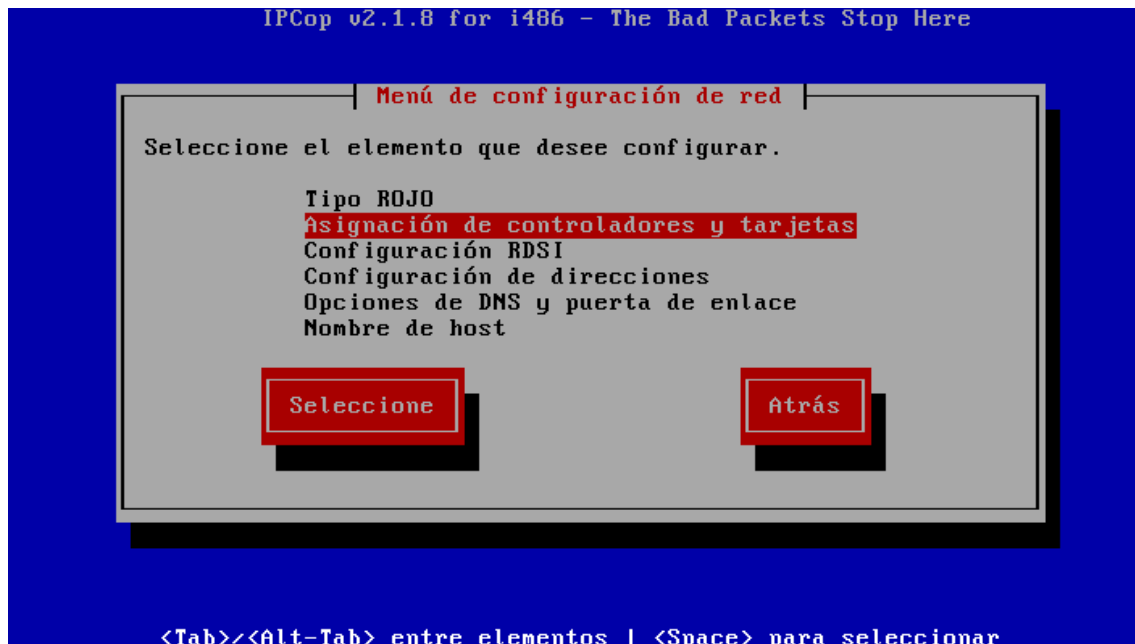 IPCop v2.1.8 for i486 - The Bad Packets Stop Here
Menú de configuración de red
Seleccione el elemento que desee configurar.
Tipo ROJO
Asignación de controladores y tarjetas
Configuración RDSI
Configuración de direcciones
Opciones de DNS y puerta de enlace
Nombre de host
Seleccione Atrás
<Tab>/<Alt-Tab> entre elementos | <Space> para seleccionar